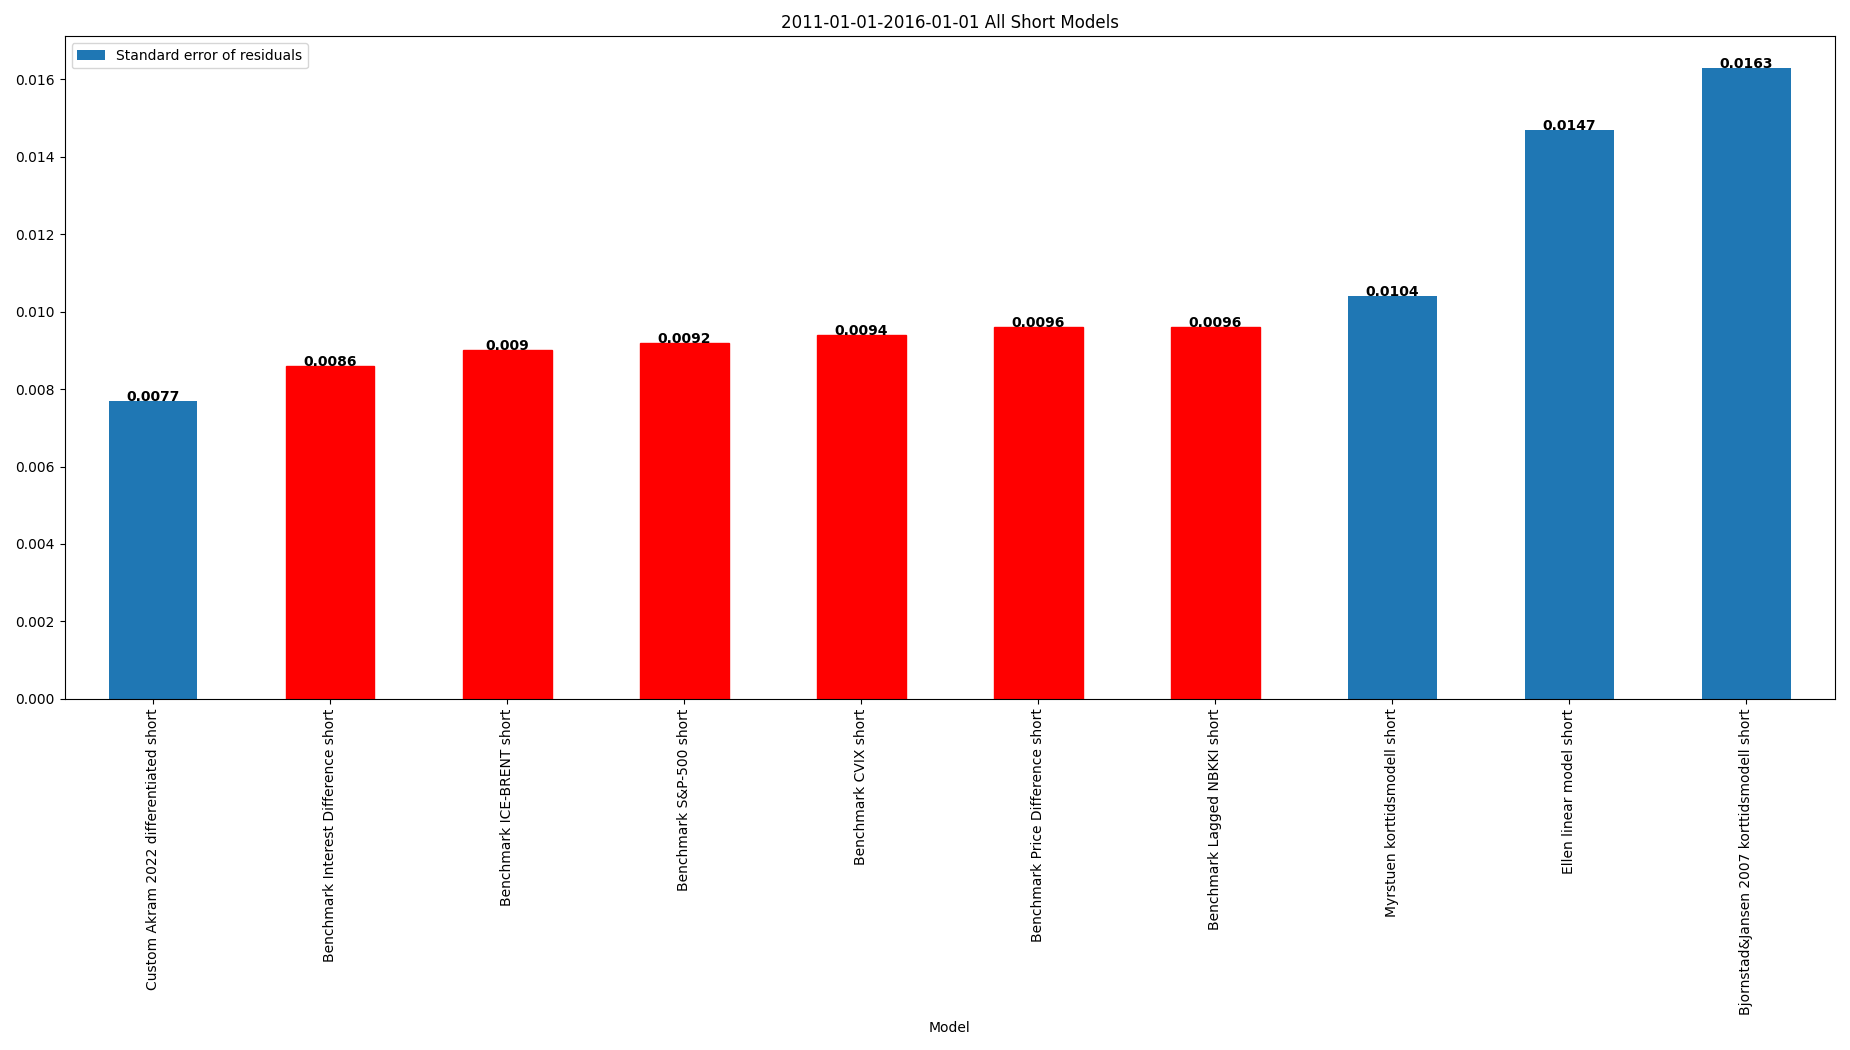 2011-01-01-2016-01-01 All Short Models
Standard error of residuals
0.016
0.014
0.012
0.010
0.008
0.006
0.004
0.002
0.000
0.0077
0.0086
0.009
0.0092
0.0094
0.0096
0.0096
0.0104
0.0147
0.0163
Custom Akram 2022 differentiated short
Benchmark Interest Difference short
Benchmark ICE-BRENT short
Benchmark S&P-500 short
Benchmark CVIX short
Benchmark Price Difference short
Benchmark Lagged NBKKI short
Myrstuen korttidsmodell short
Ellen linear model short
Bjornstad&Jansen 2007 korttidsmodell short
Model